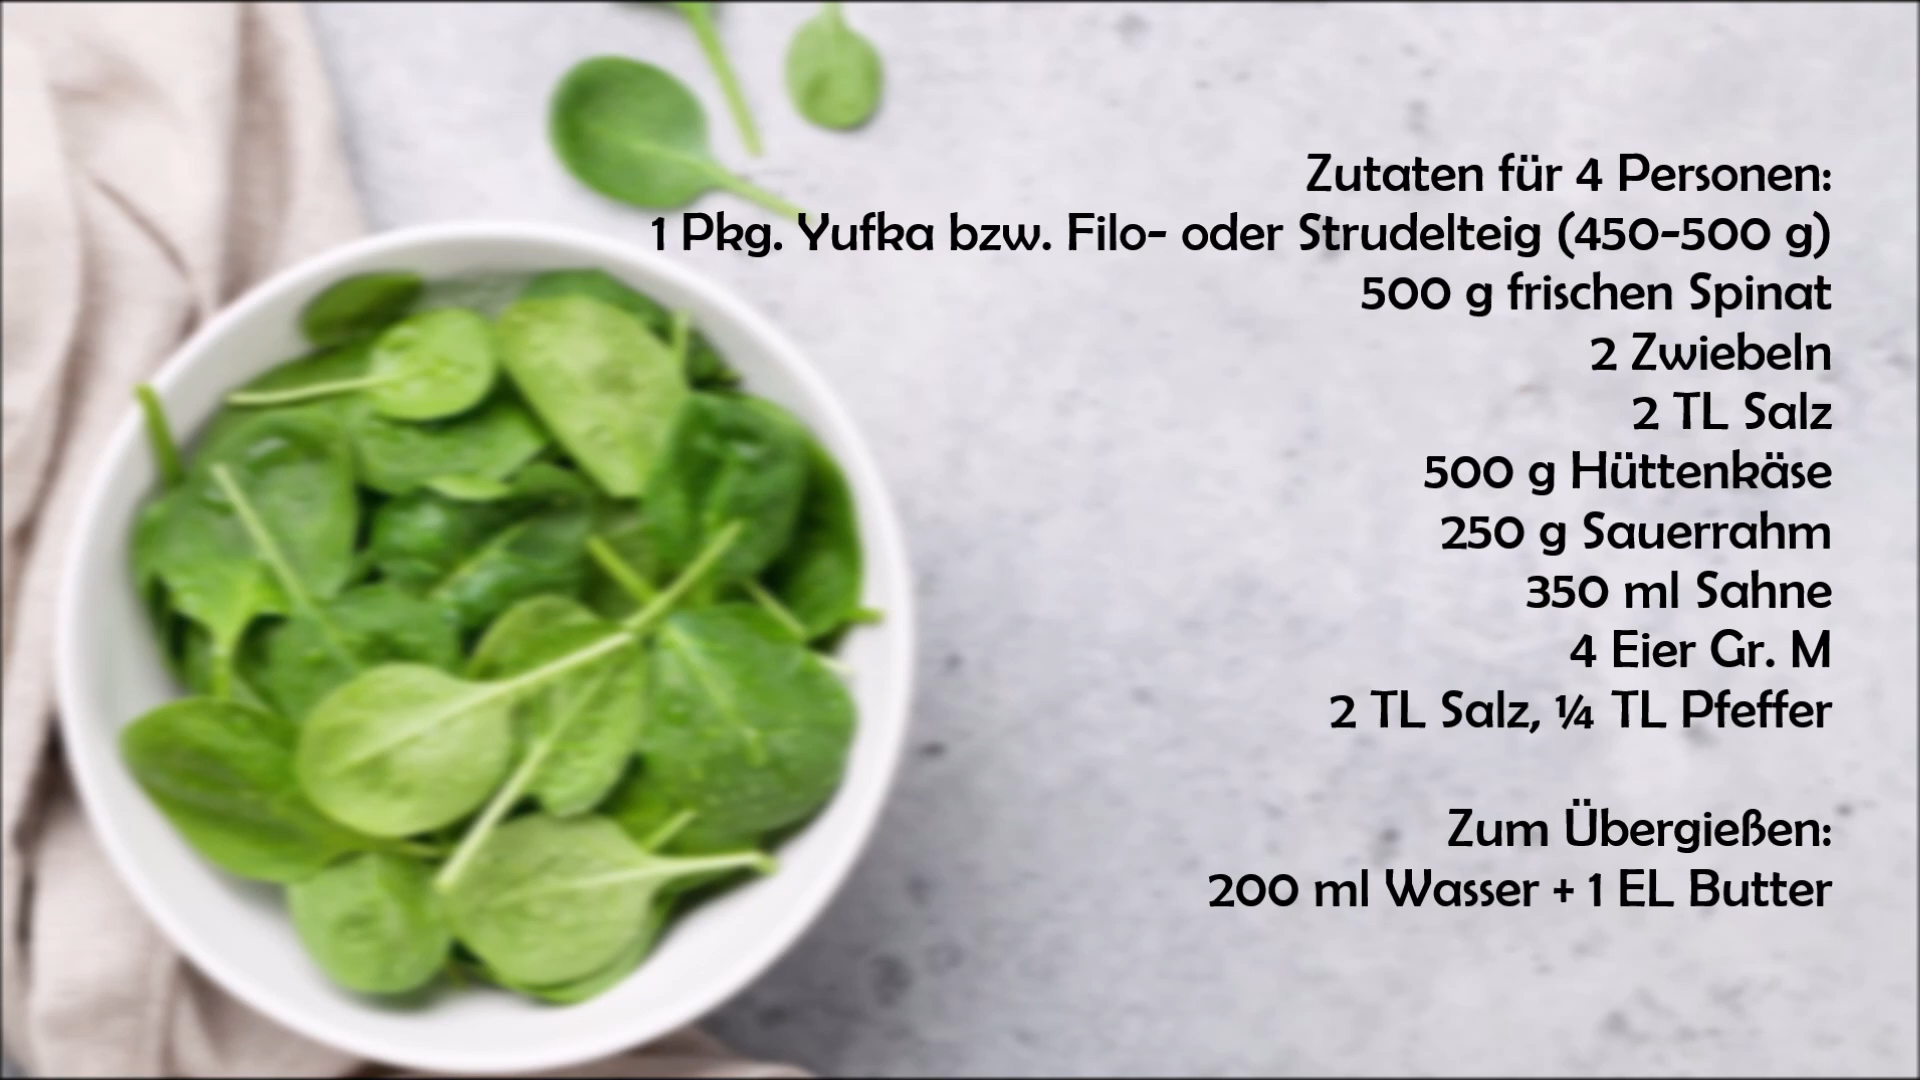 Zutaten für 4 Personen:
1 Pkg. Yufka bzw. Filo- oder Strudelteig (450-500 g)
500 g frischen Spinat
2 Zwiebeln
2 TL Salz
500 g Hüttenkäse
250 g Sauerrahm
350 ml Sahne
4 Eier Gr. M
2 TL Salz, ¼ TL Pfeffer
Zum Übergießen:
200 ml Wasser + 1 EL Butter